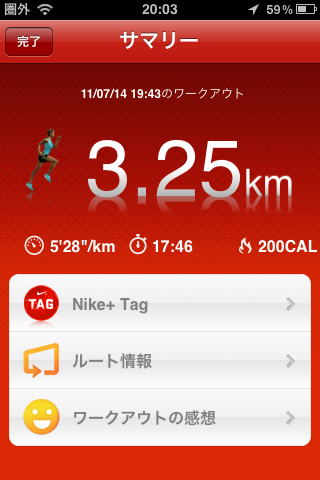 圏外 20:03 59%
完了 サマリー
11/07/14 19:43のワークアウト
3.25km
5'28"/km 17:46 200CAL
TAG Nike+ Tag
ルート情報
ワークアウトの感想